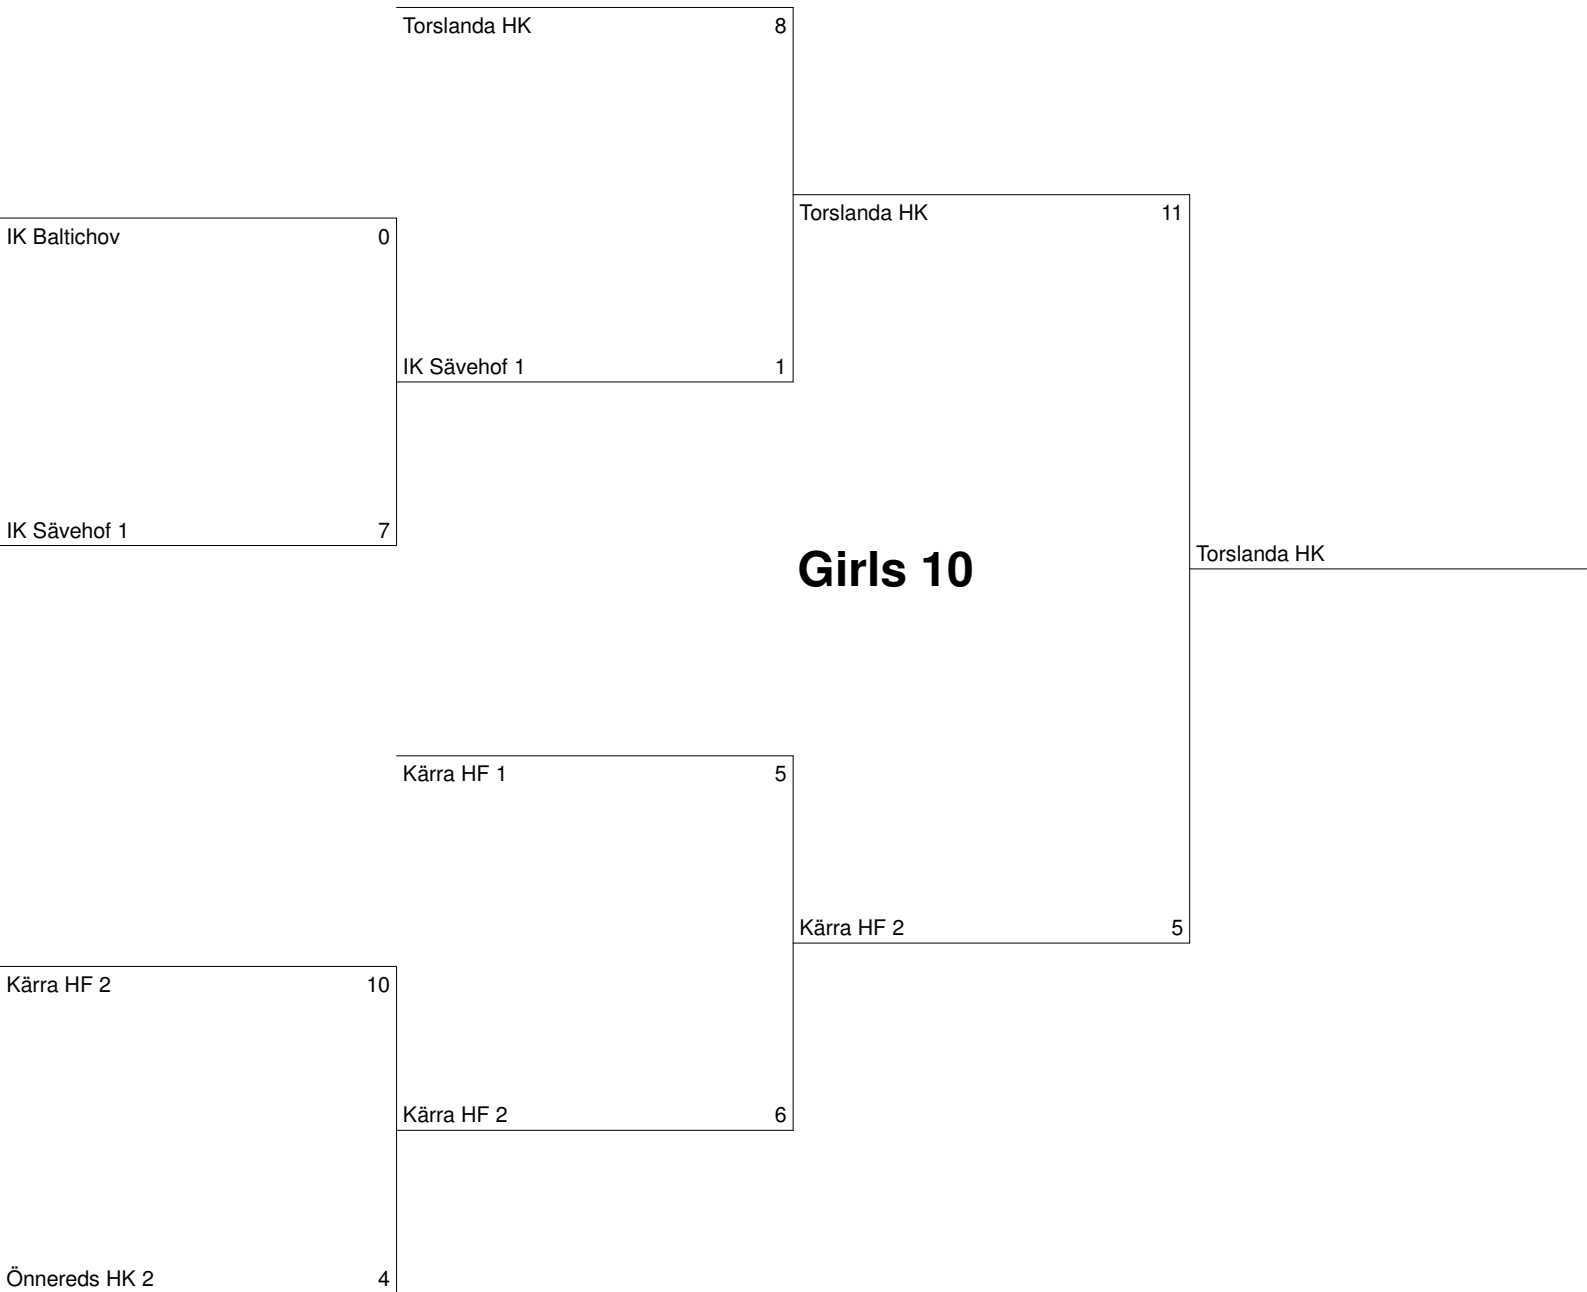 Torslanda HK 8
Torslanda HK 11
IK Baltichov 0
IK Sävehof 1 1
IK Sävehof 1 7
Torslanda HK
Girls 10
Kärra HF 1 5
Kärra HF 2 5
Kärra HF 2 10
Kärra HF 2 6
Önnereds HK 2 4